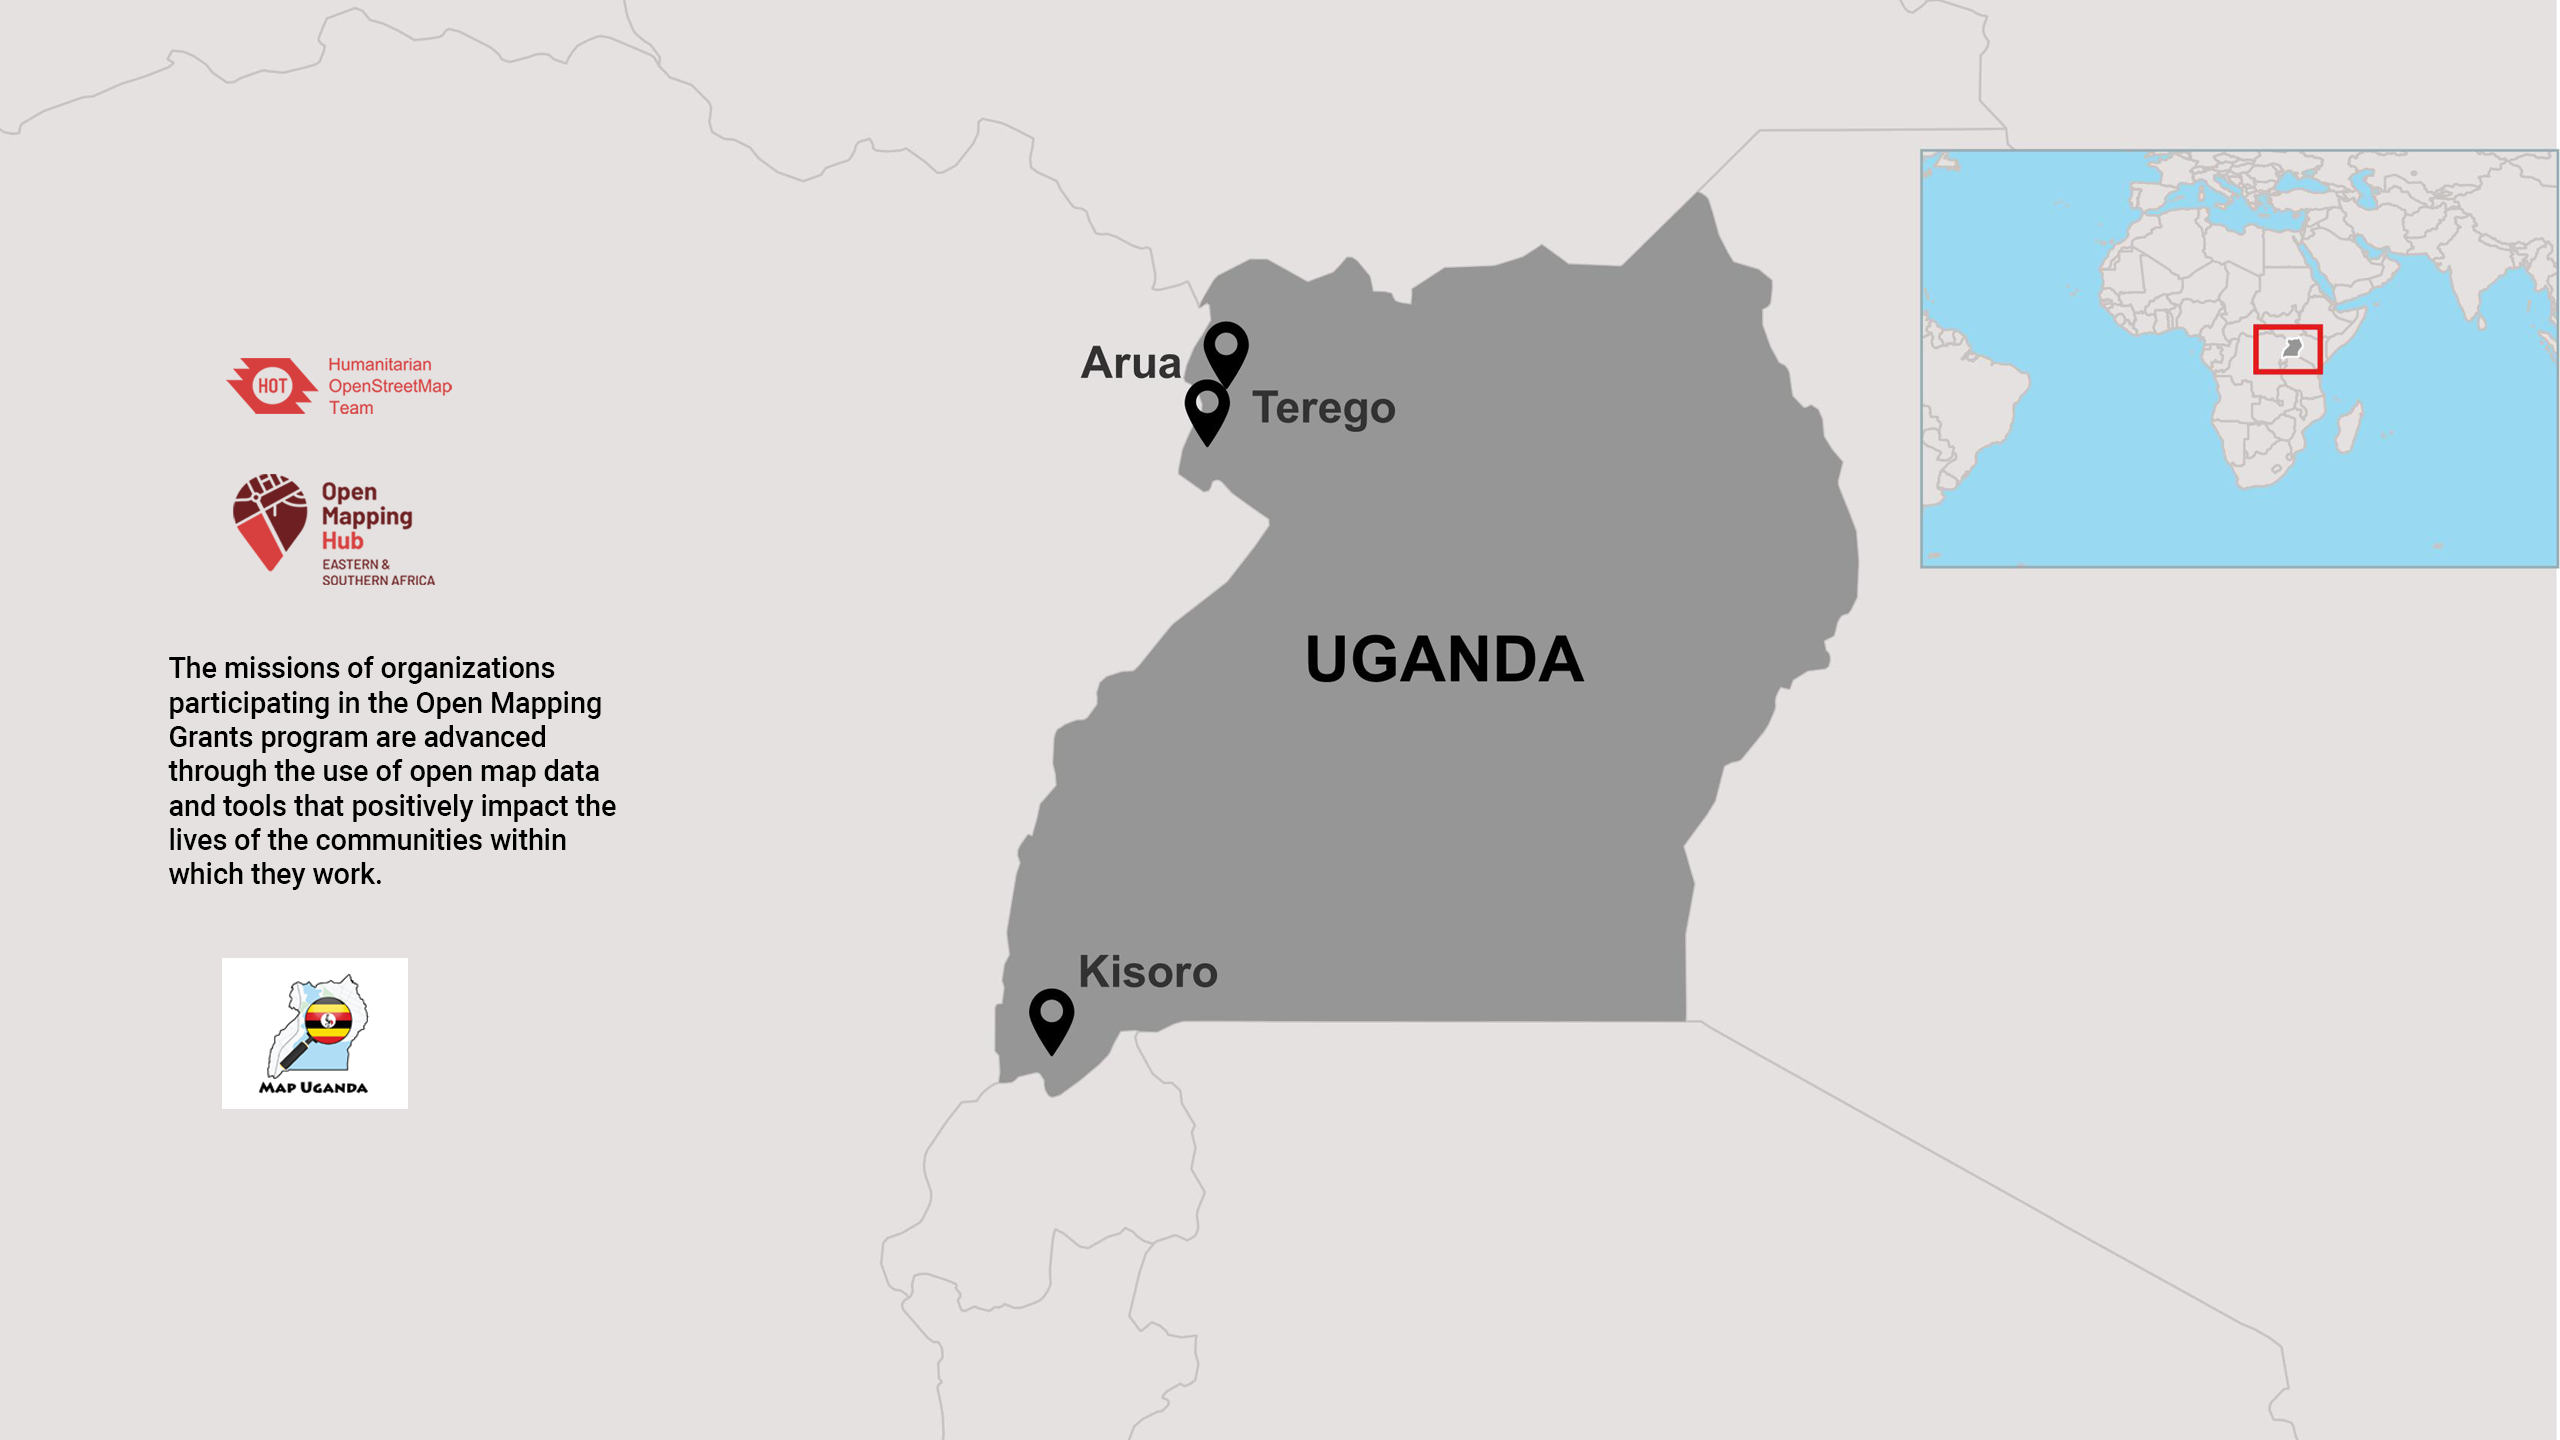 Humanitarian
OpenStreetMap
Team
HOT
Open
Mapping
Hub
EASTERN &
SOUTHERN AFRICA
The missions of organizations
participating in the Open Mapping
Grants program are advanced
through the use of open map data
and tools that positively impact the
lives of the communities within
which they work.
MAP UGANDA
Arua
Terego
UGANDA
Kisoro